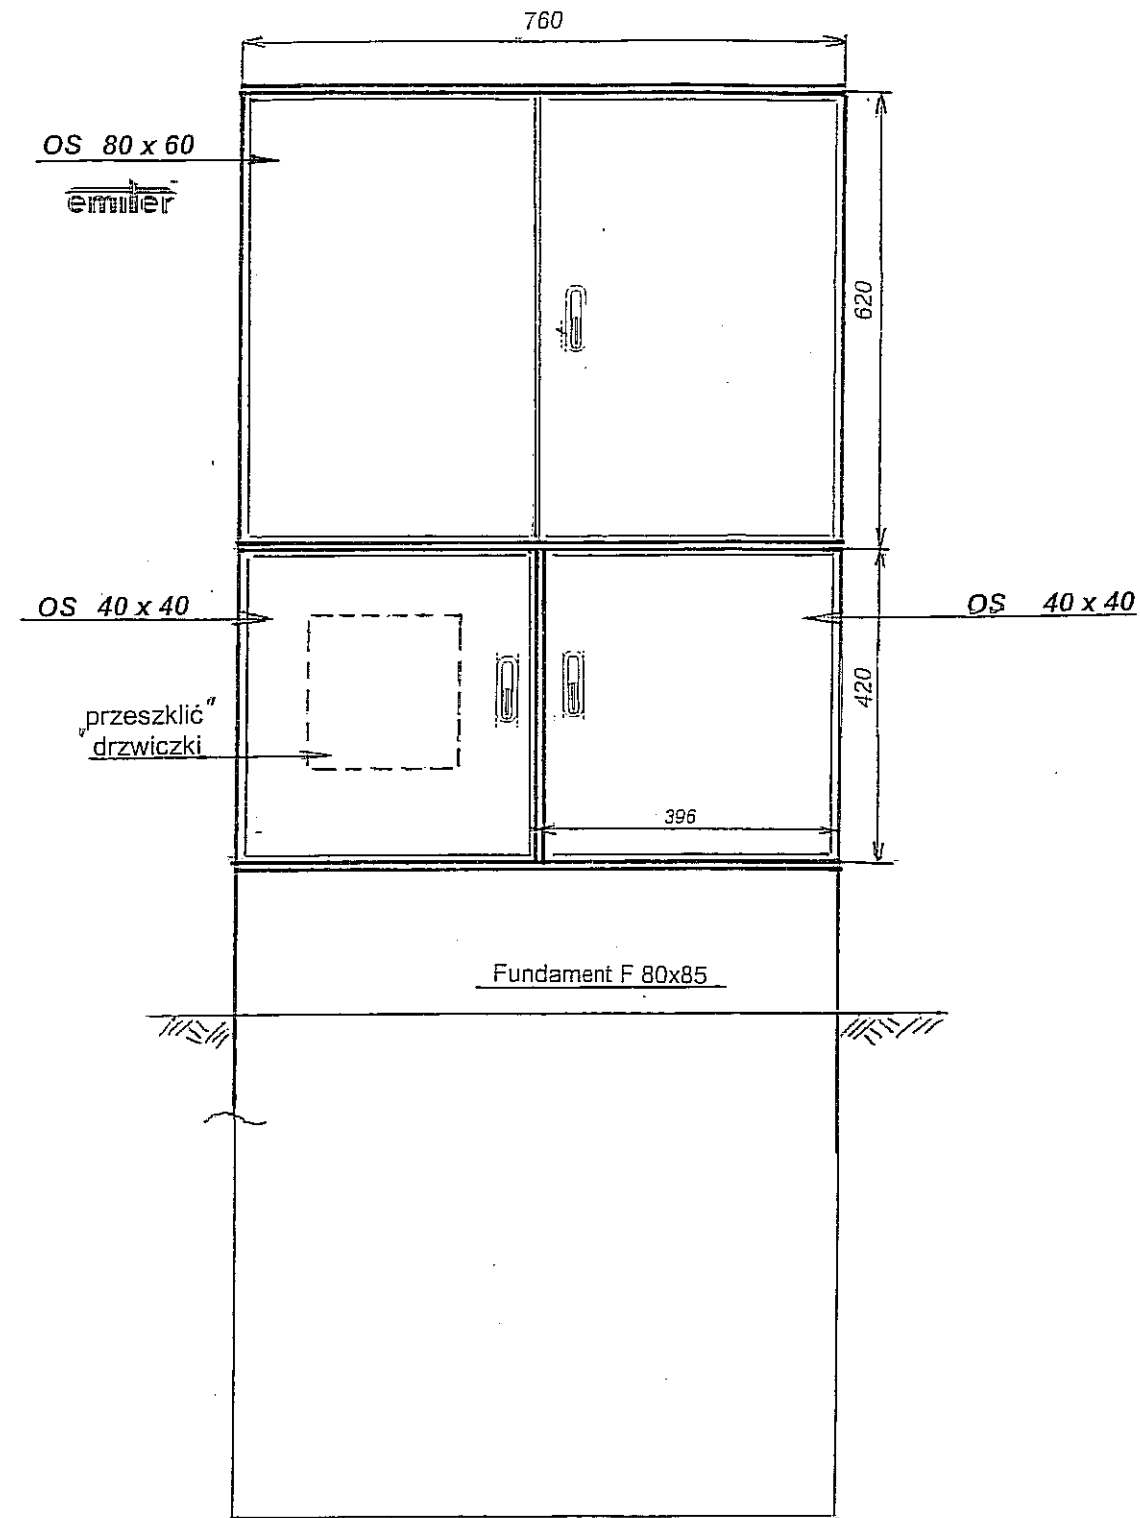 760
OS 80 x 60
emiter
620
OS 40 x 40
OS 40 x 40
„przeszklić"
drzwiczki
420
396
Fundament F 80x85